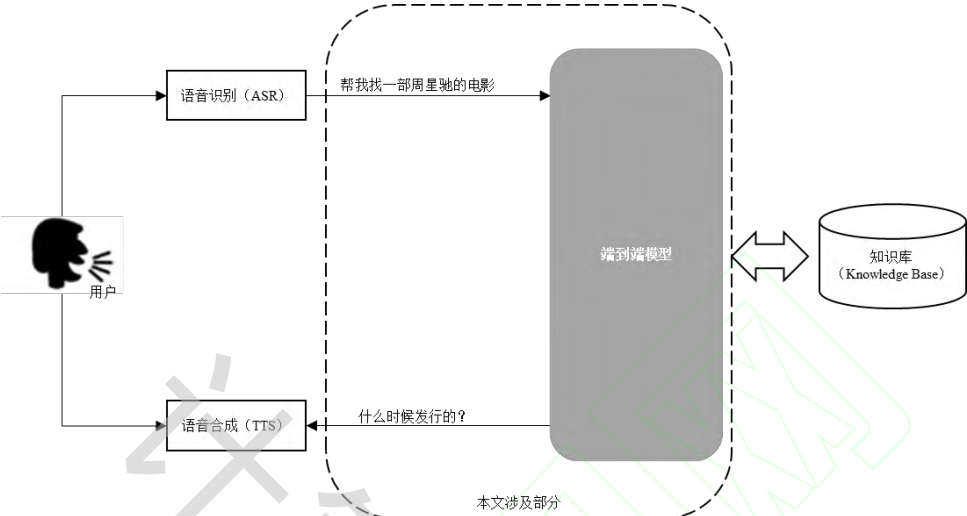 语音识别（ASR）
帮我找一部周星驰的电影
端到端模型
知识库
（Knowledge Base）
用户
语音合成（TTS）
什么时候发行的？
本文涉及部分